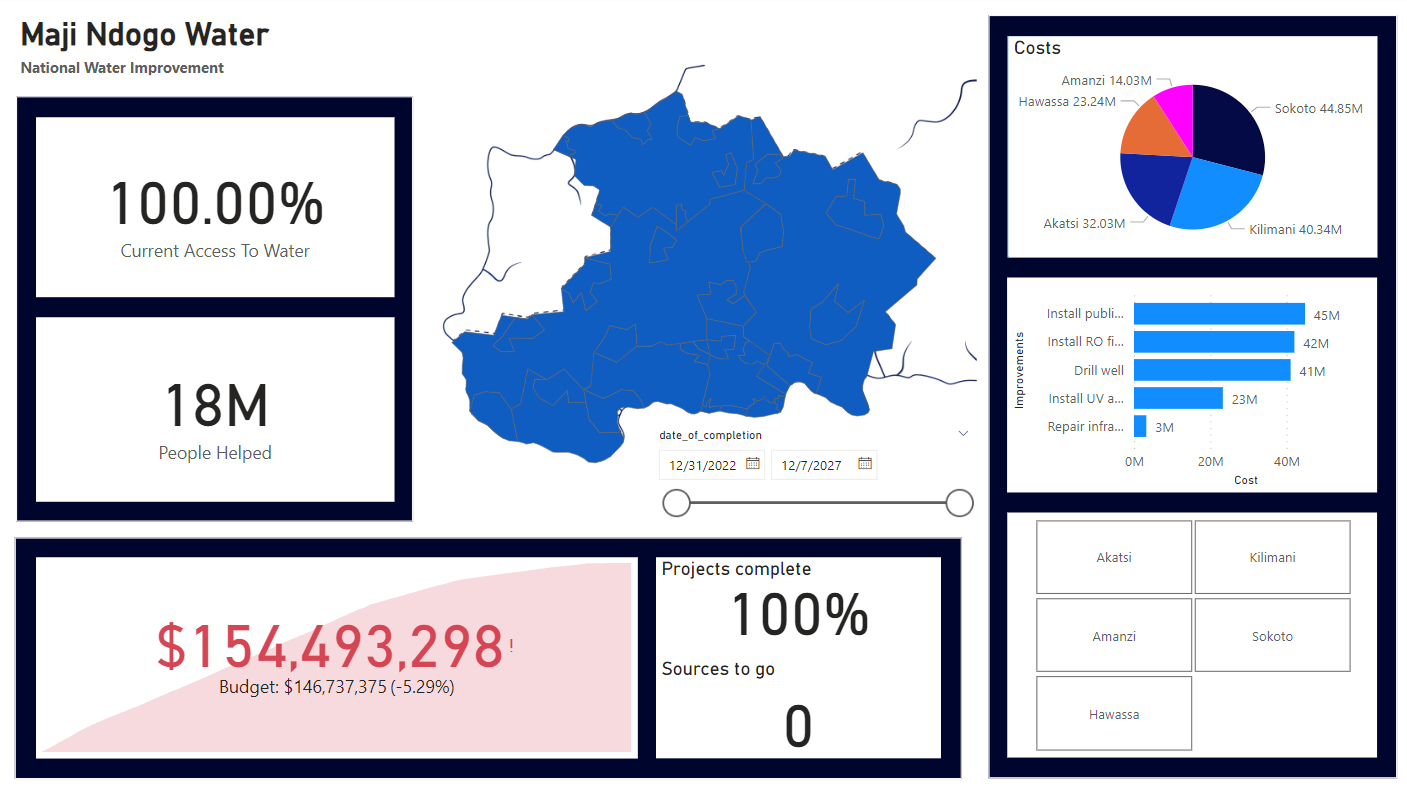 Maji Ndogo Water
National Water Improvement
100.00%
Current Access To Water
18M
People Helped
date_of_completion
12/31/2022
12/7/2027
$154,493,298!
Budget: $146,737,375 (-5.29%)
Projects complete
100%
Sources to go
0
Costs
Amanzi 14.03M
Hawassa 23.24M
Sokoto 44.85M
Akatsi 32.03M
Kilimani 40.34M
Improvements
Install publi... 45M
Install RO fi... 42M
Drill well 41M
Install UV a... 23M
Repair infra... 3M
0M 20M 40M
Cost
Akatsi
Kilimani
Amanzi
Sokoto
Hawassa